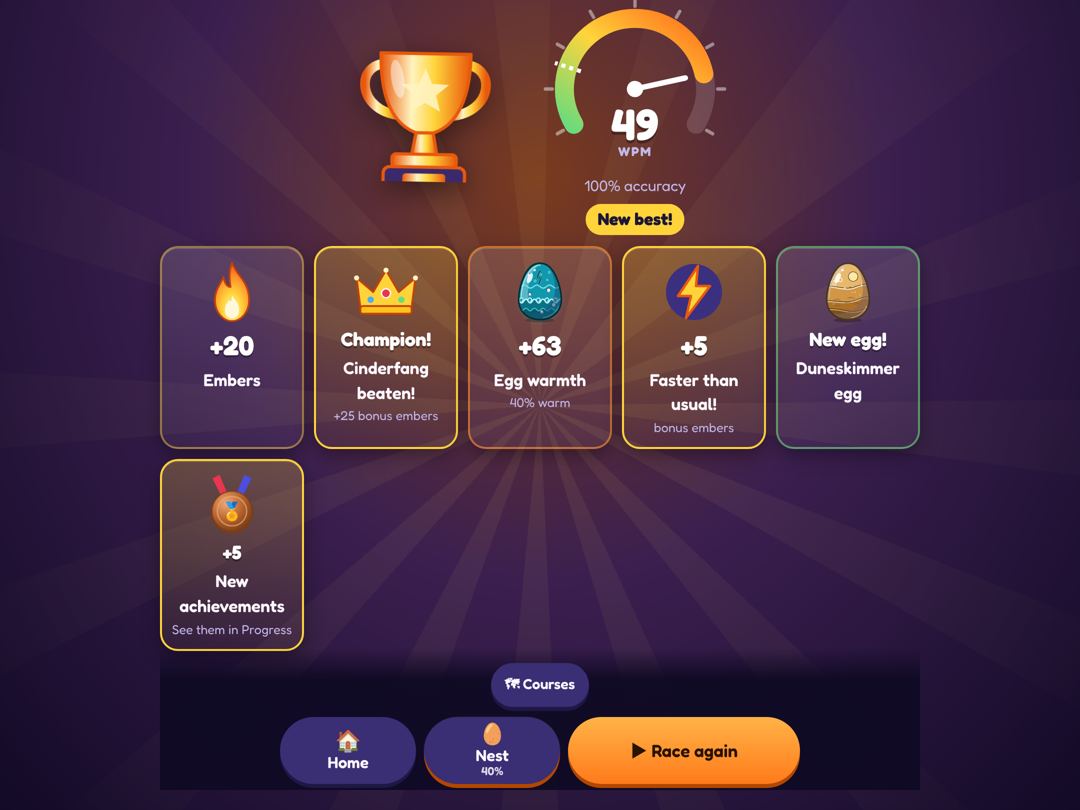 49
WPM
100% accuracy
New best!
+20
Embers
Champion!
Cinderfang
beaten!
+25 bonus embers
+63
Egg warmth
40% warm
+5
Faster than
usual!
bonus embers
New egg!
Duneskimmer
egg
+5
New
achievements
See them in Progress
Courses
Home
Nest
40%
Race again